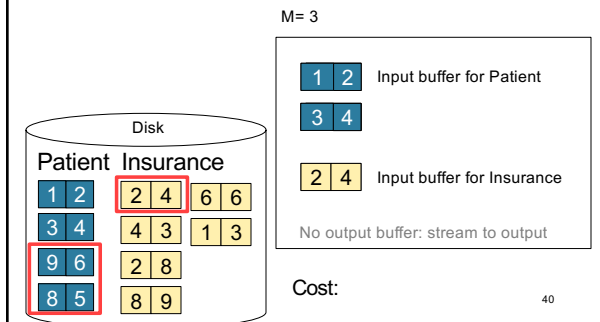 M= 3
1 2 Input buffer for Patient
3 4
2 4 Input buffer for Insurance
No output buffer: stream to output
Disk
Patient Insurance
1 2 2 4 6 6
3 4 4 3 1 3
9 6 2 8
8 5 8 9
Cost:
40